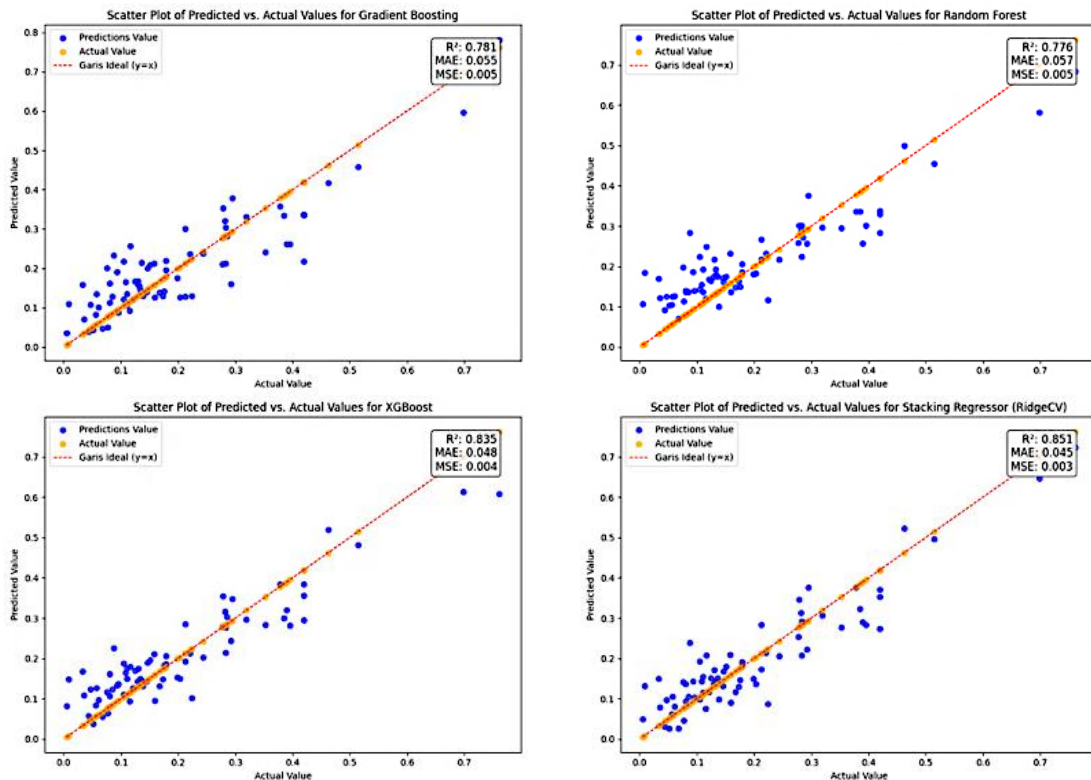 Scatter Plot of Predicted vs. Actual Values for Gradient Boosting
0.8
0.7
0.6
0.5
0.4
0.3
0.2
0.1
0.0
Predicted Value
Predictions Value
Actual Value
Garis Ideal (y=x)
R²: 0.781
MAE: 0.055
MSE: 0.005
0.0 0.1 0.2 0.3 0.4 0.5 0.6 0.7
Actual Value
Scatter Plot of Predicted vs. Actual Values for Random Forest
0.7
0.6
0.5
0.4
0.3
0.2
0.1
0.0
Predicted Value
Predictions Value
Actual Value
Garis Ideal (y=x)
R²: 0.776
MAE: 0.057
MSE: 0.005
0.0 0.1 0.2 0.3 0.4 0.5 0.6 0.7
Actual Value
Scatter Plot of Predicted vs. Actual Values for XGBoost
0.7
0.6
0.5
0.4
0.3
0.2
0.1
0.0
Predicted Value
Predictions Value
Actual Value
Garis Ideal (y=x)
R²: 0.835
MAE: 0.048
MSE: 0.004
0.0 0.1 0.2 0.3 0.4 0.5 0.6 0.7
Actual Value
Scatter Plot of Predicted vs. Actual Values for Stacking Regressor (RidgeCV)
0.7
0.6
0.5
0.4
0.3
0.2
0.1
0.0
Predicted Value
Predictions Value
Actual Value
Garis Ideal (y=x)
R²: 0.851
MAE: 0.045
MSE: 0.003
0.0 0.1 0.2 0.3 0.4 0.5 0.6 0.7
Actual Value